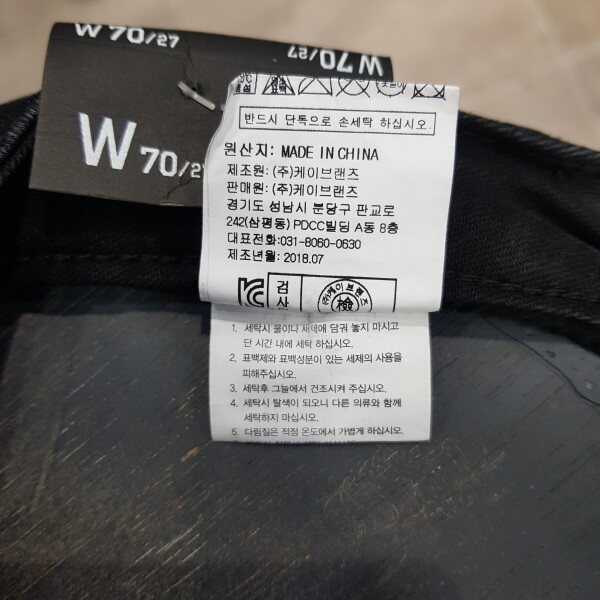 W 70/27
W 70/27
W 70/27
반드시 단독으로 손세탁 하십시오.
원산지: MADE IN CHINA
제조원: (주)케이브랜즈
판매원: (주)케이브랜즈
경기도 성남시 분당구 판교로
242(삼평동) PDCC빌딩 A동 8층
대표전화:031-8060-0630
제조년월: 2018.07
검
사
(주)케이브랜즈
檢
1. 세탁시 물이나 세제에 담궈 놓지 마시고
단 시간 내에 세탁 하십시오.
2. 표백제와 표백성분이 있는 세제의 사용을
피해주십시오.
3. 세탁후 그늘에서 건조시켜 주십시오.
4. 세탁시 탈색이 되오니 다른 의류와 함께
세탁하지 마십시오.
5. 다림질은 적정 온도에서 가볍게 하십시오.